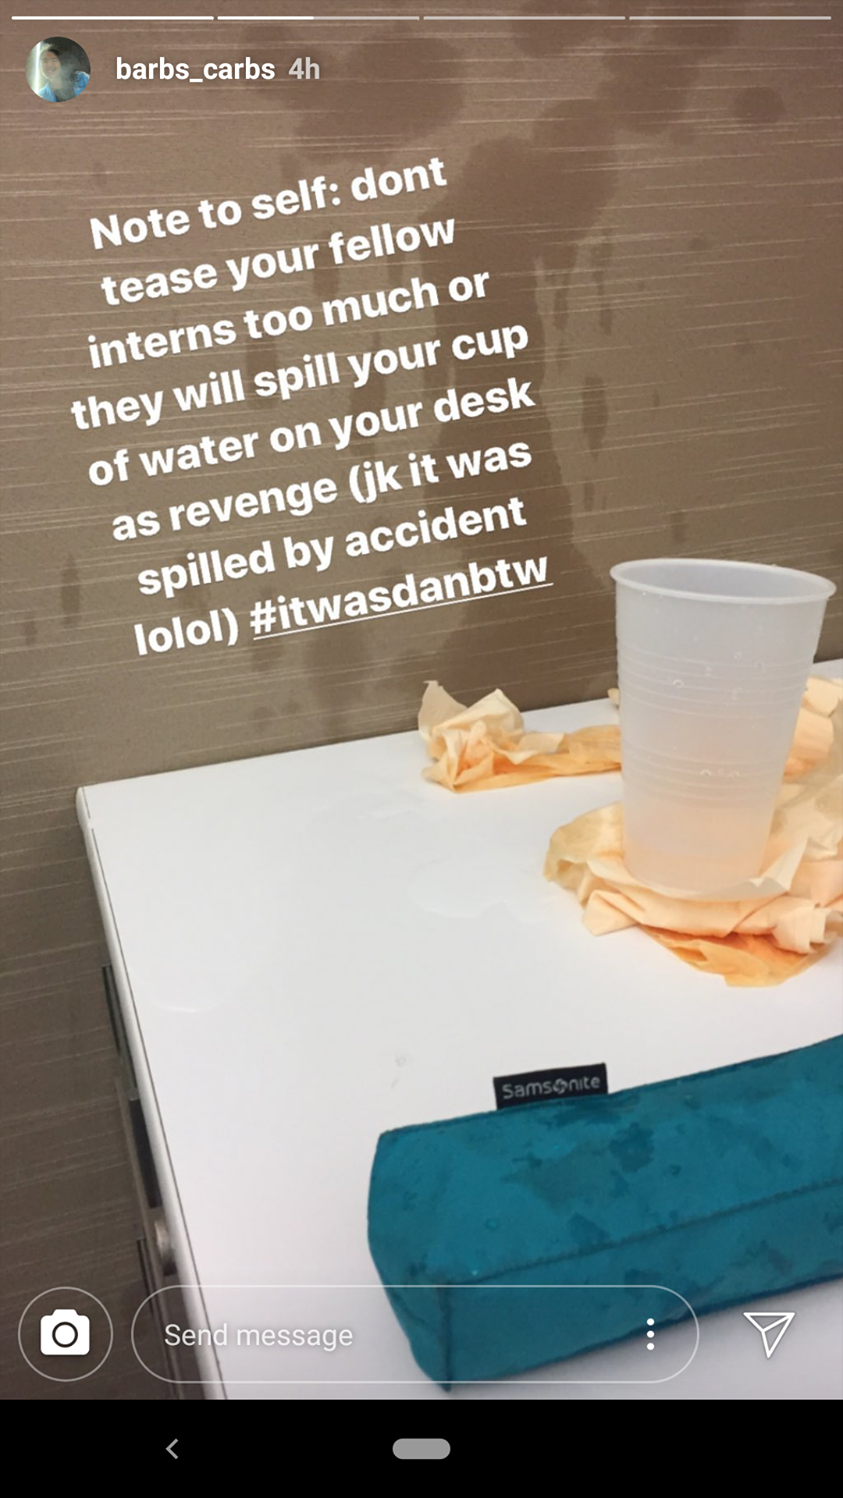 barbs_carbs 4h
Note to self: dont
tease your fellow
interns too much or
they will spill your cup
of water on your desk
as revenge (jk it was
spilled by accident
lolol) #itwasdanbtw
Samsonite
Send message